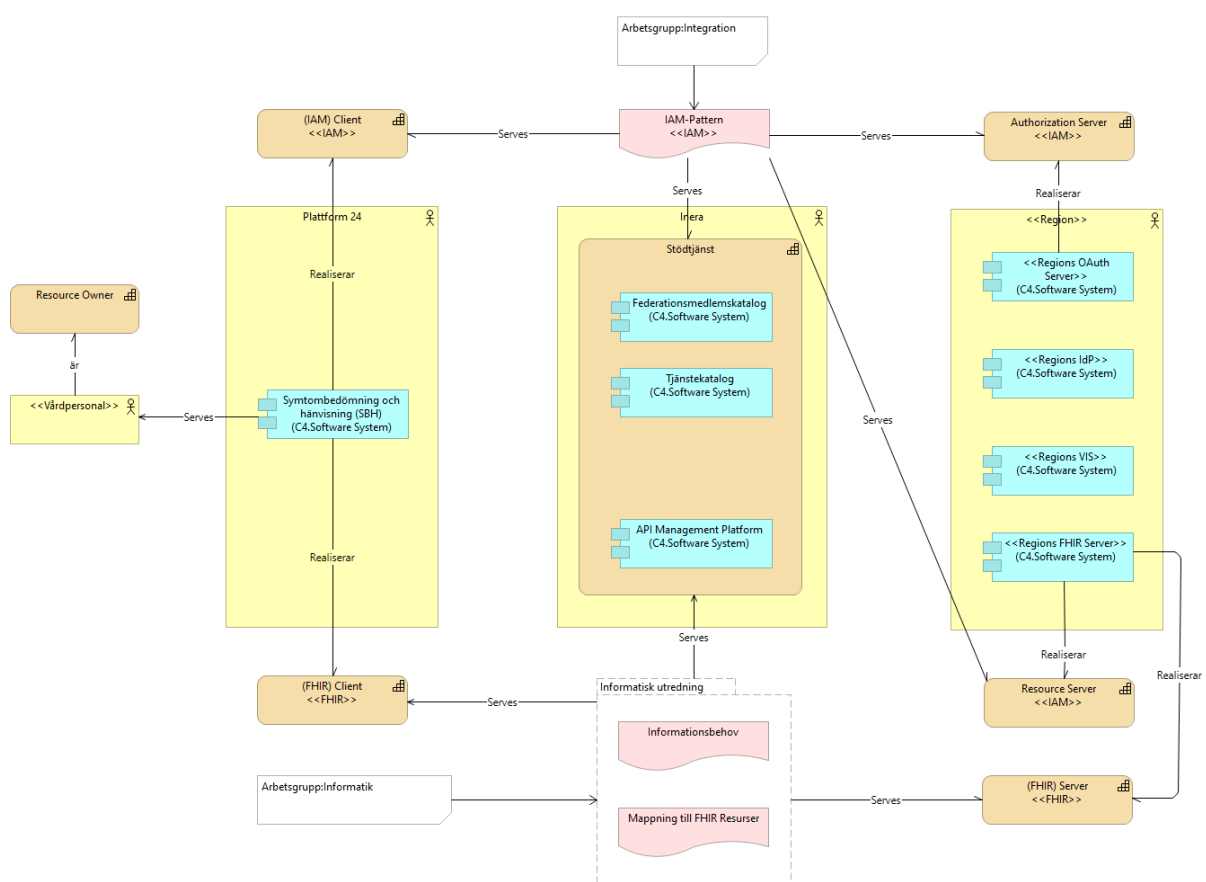 Arbetsgrupp:Integration
(IAM) Client
<<IAM>>
Serves
IAM-Pattern
<<IAM>>
Serves
Authorization Server
<<IAM>>
Serves
Realiserar
Plattform 24
Inera
<<Region>>
Stödtjänst
Realiserar
<<Regions OAuth
Server>>
(C4.Software System)
Resource Owner
Federationsmedlemskatalog
(C4.Software System)
är
<<Regions IdP>>
(C4.Software System)
Tjänstekatalog
(C4.Software System)
<<Vårdpersonal>>
Serves
Symtombedömning och
hänvisning (SBH)
(C4.Software System)
Serves
<<Regions VIS>>
(C4.Software System)
API Management Platform
(C4.Software System)
<<Regions FHIR Server>>
(C4.Software System)
Realiserar
Serves
Realiserar
Realiserar
(FHIR) Client
<<FHIR>>
Serves
Informatisk utredning
Resource Server
<<IAM>>
Informationsbehov
Arbetsgrupp:Informatik
Mappning till FHIR Resurser
Serves
(FHIR) Server
<<FHIR>>